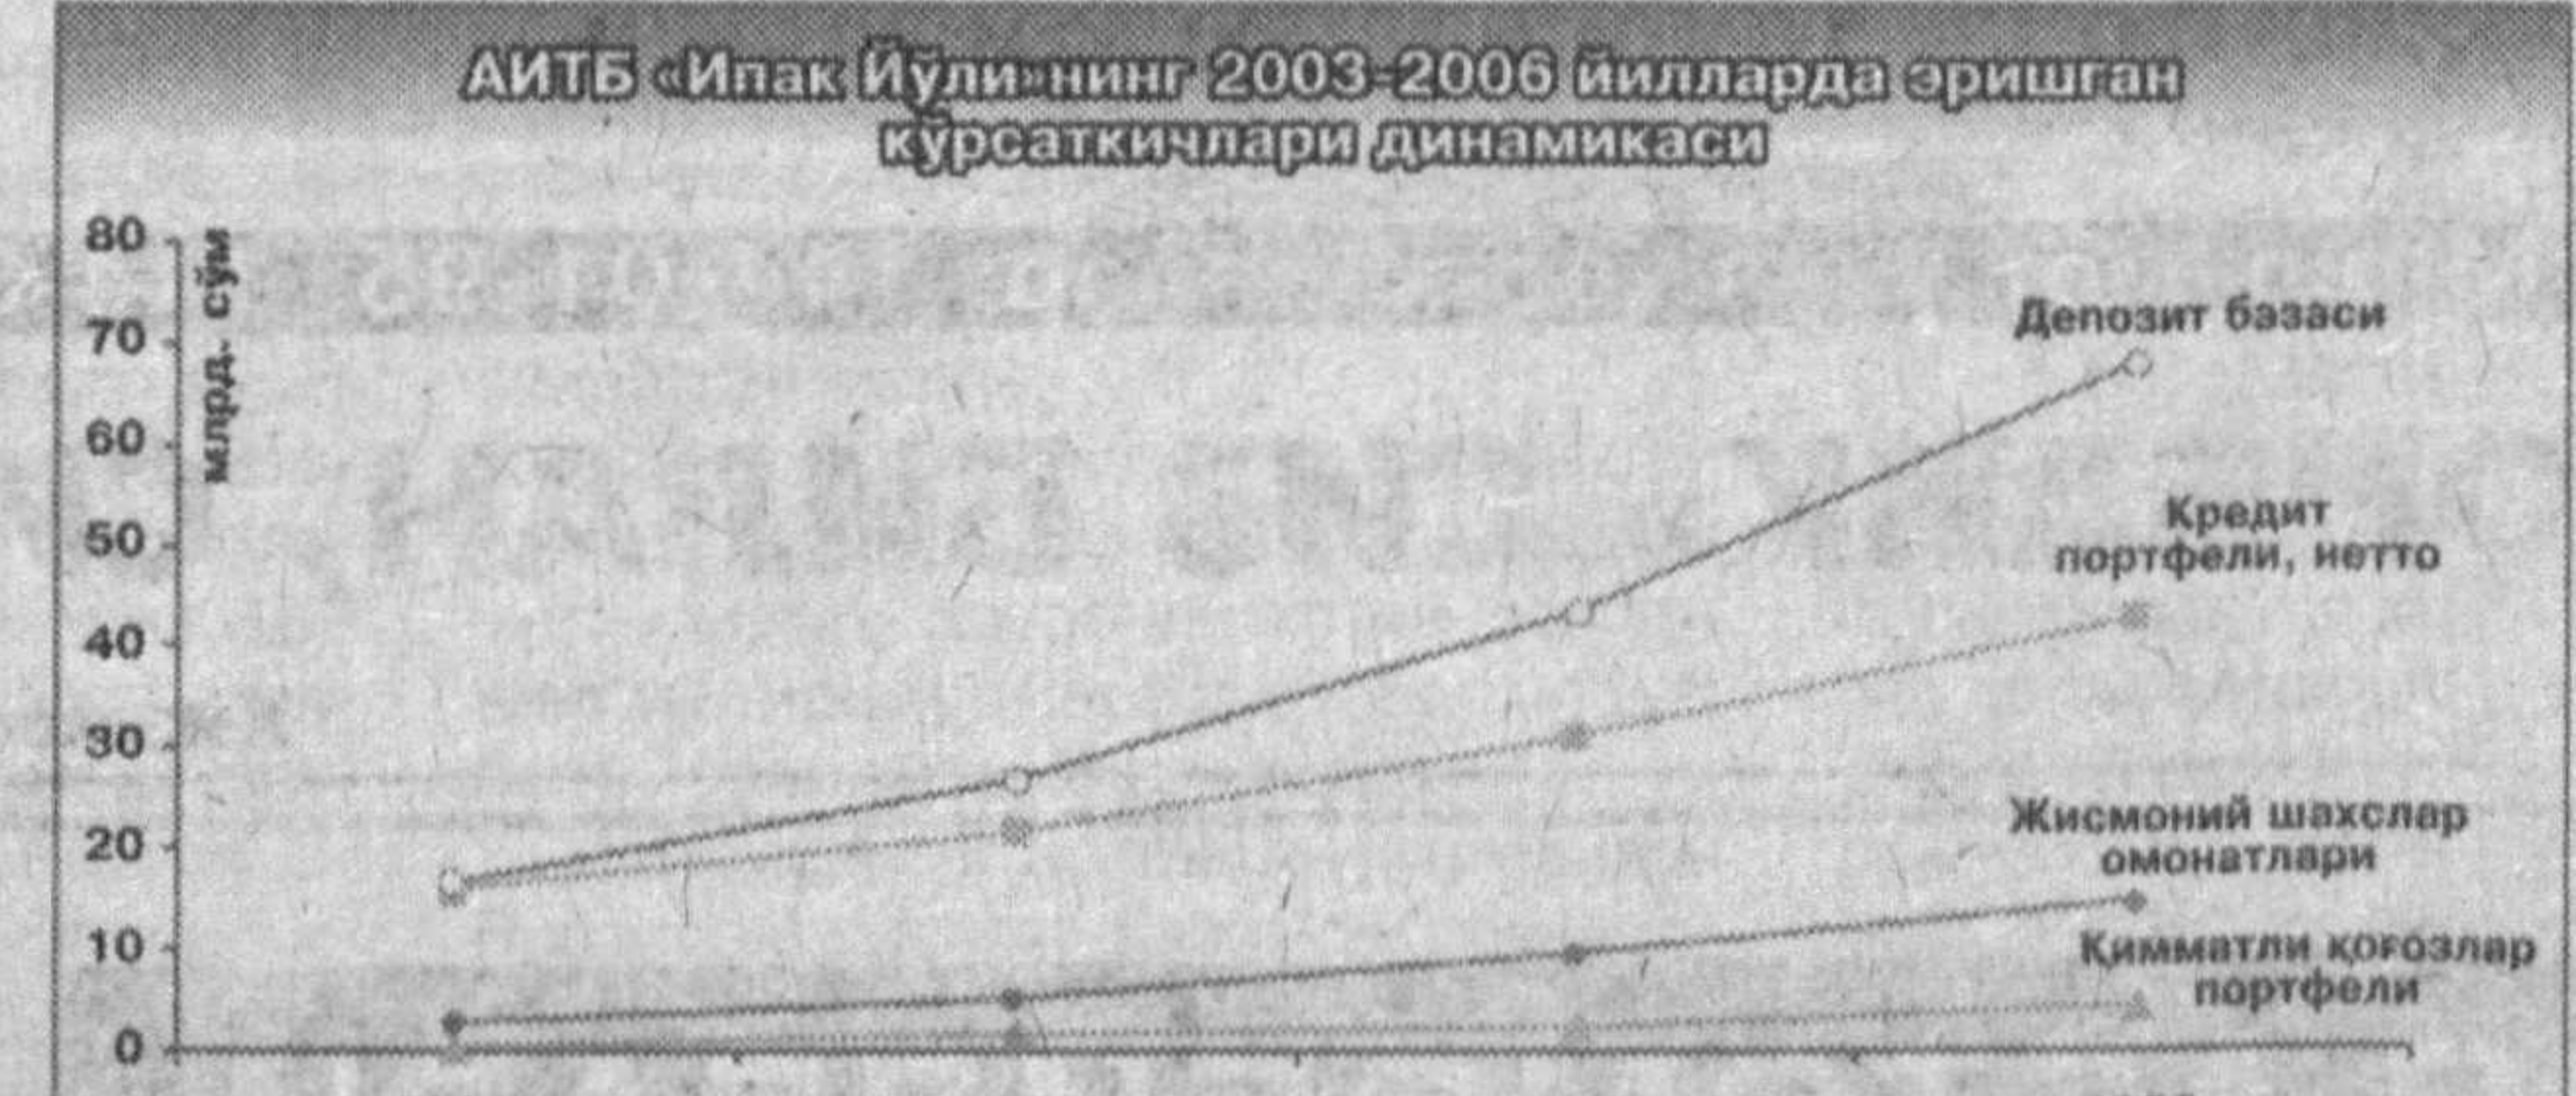 АИТБ «Ипак Йўли»нинг 2003-2006 йилларда эришган
кўрсаткичлари динамикаси
80
70
60
50
40
30
20
10
0
млрд. сўм
Депозит базаси
Кредит
портфели, нетто
Жисмоний шахслар
омонатлари
Қимматли қоғозлар
портфели